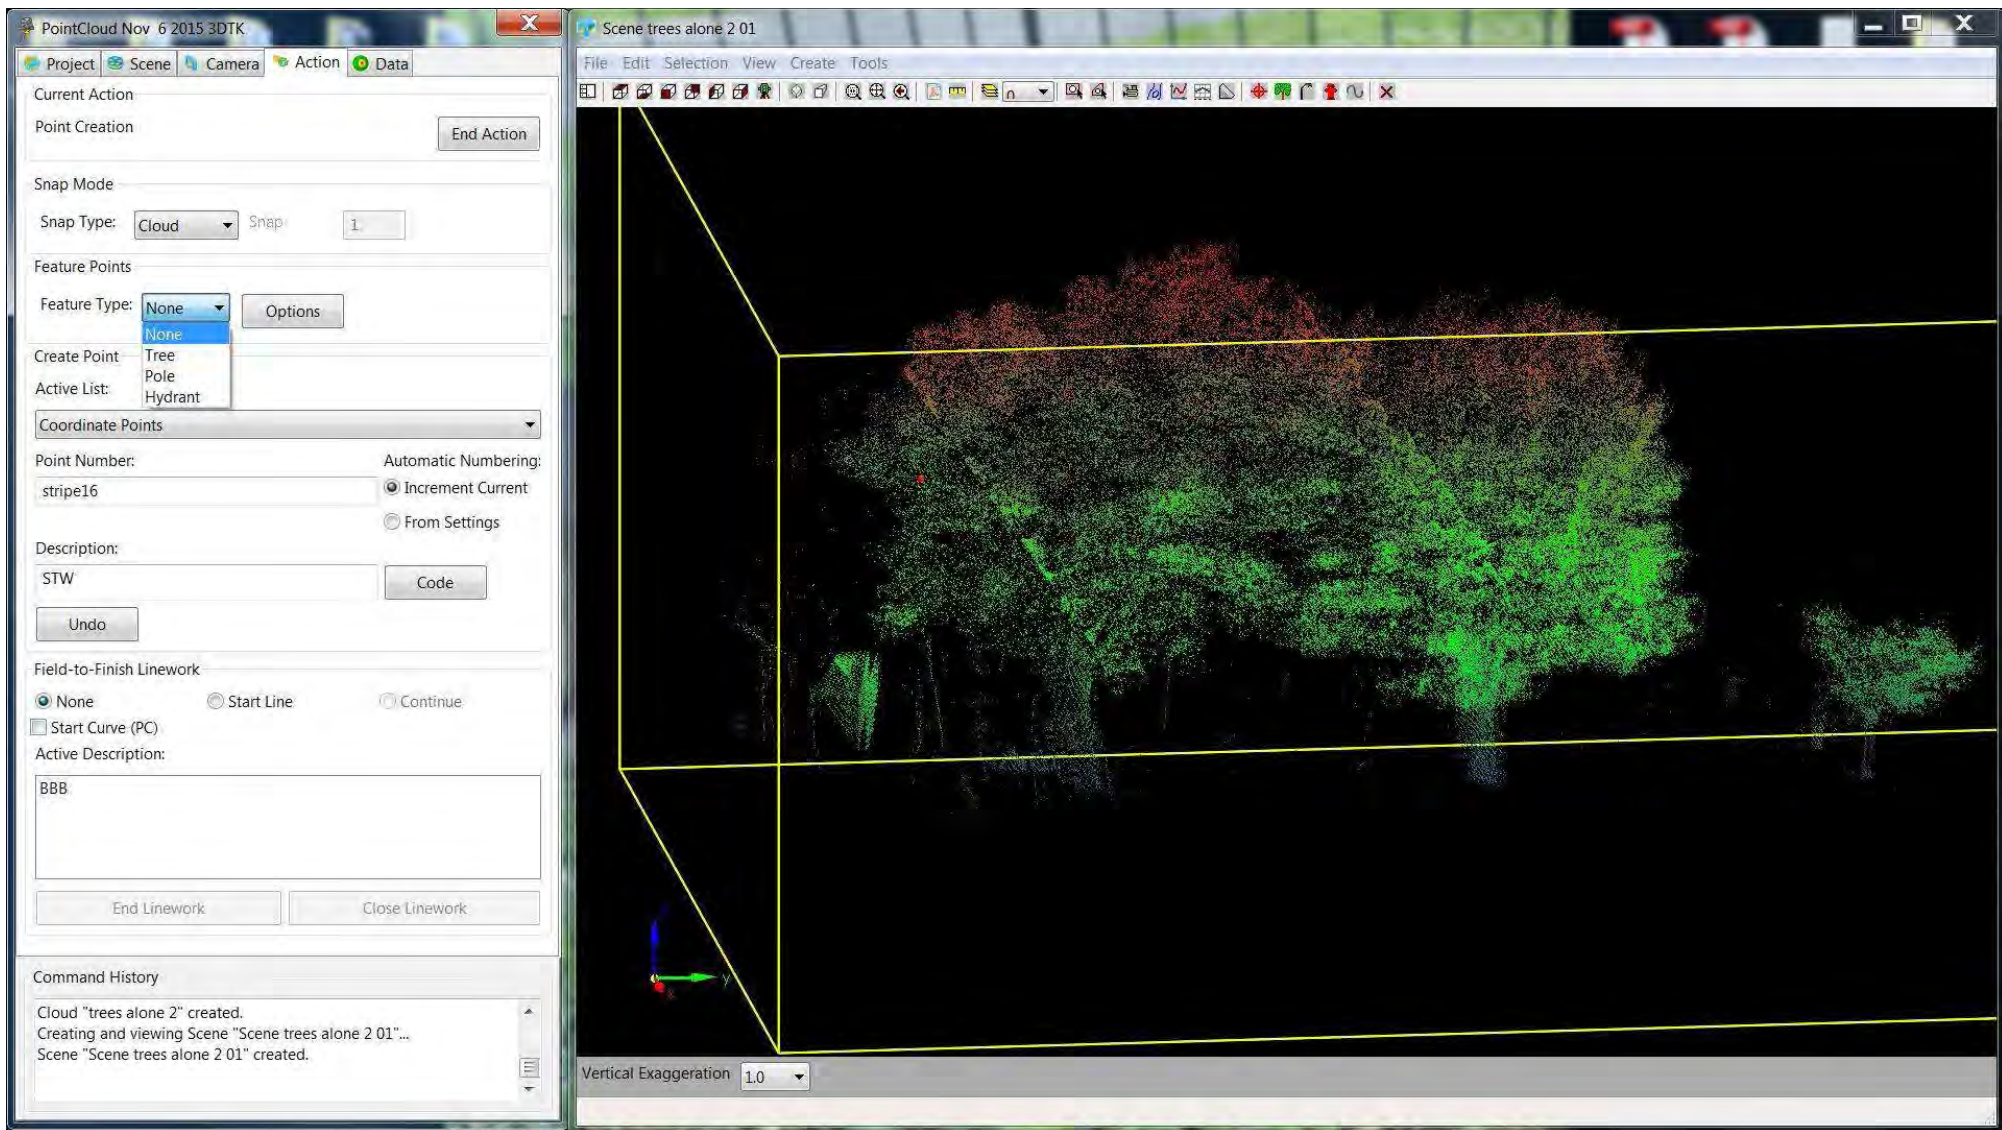 PointCloud Nov 6 2015 3DTK
Project Scene Camera Action Data
Current Action
Point Creation
End Action
Snap Mode
Snap Type: Cloud Snap 1
Feature Points
Feature Type: None Options
None
Tree
Pole
Hydrant
Create Point
Active List:
Coordinate Points
Point Number: Automatic Numbering:
stripe16 Increment Current
From Settings
Description:
STW
Code
Undo
Field-to-Finish Linework
None Start Line Continue
Start Curve (PC)
Active Description:
BBB
End Linework Close Linework
Command History
Cloud "trees alone 2" created.
Creating and viewing Scene "Scene trees alone 2 01"...
Scene "Scene trees alone 2 01" created.
Scene trees alone 2 01
File Edit Selection View Create Tools
n
y
x
Vertical Exaggeration 1.0